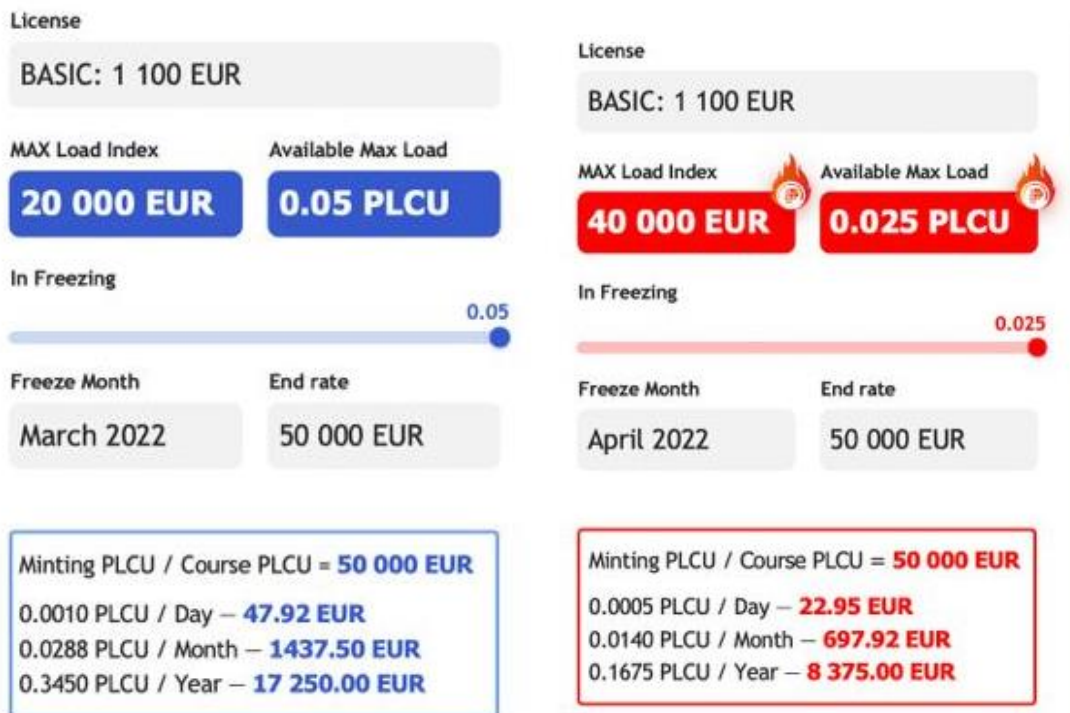 License
BASIC: 1 100 EUR
MAX Load Index
Available Max Load
20 000 EUR
0.05 PLCU
In Freezing
0.05
Freeze Month
End rate
March 2022
50 000 EUR
Minting PLCU / Course PLCU = 50 000 EUR
0.0010 PLCU / Day — 47.92 EUR
0.0288 PLCU / Month — 1437.50 EUR
0.3450 PLCU / Year — 17 250.00 EUR
License
BASIC: 1 100 EUR
MAX Load Index
Available Max Load
40 000 EUR
0.025 PLCU
In Freezing
0.025
Freeze Month
End rate
April 2022
50 000 EUR
Minting PLCU / Course PLCU = 50 000 EUR
0.0005 PLCU / Day — 22.95 EUR
0.0140 PLCU / Month — 697.92 EUR
0.1675 PLCU / Year — 8 375.00 EUR